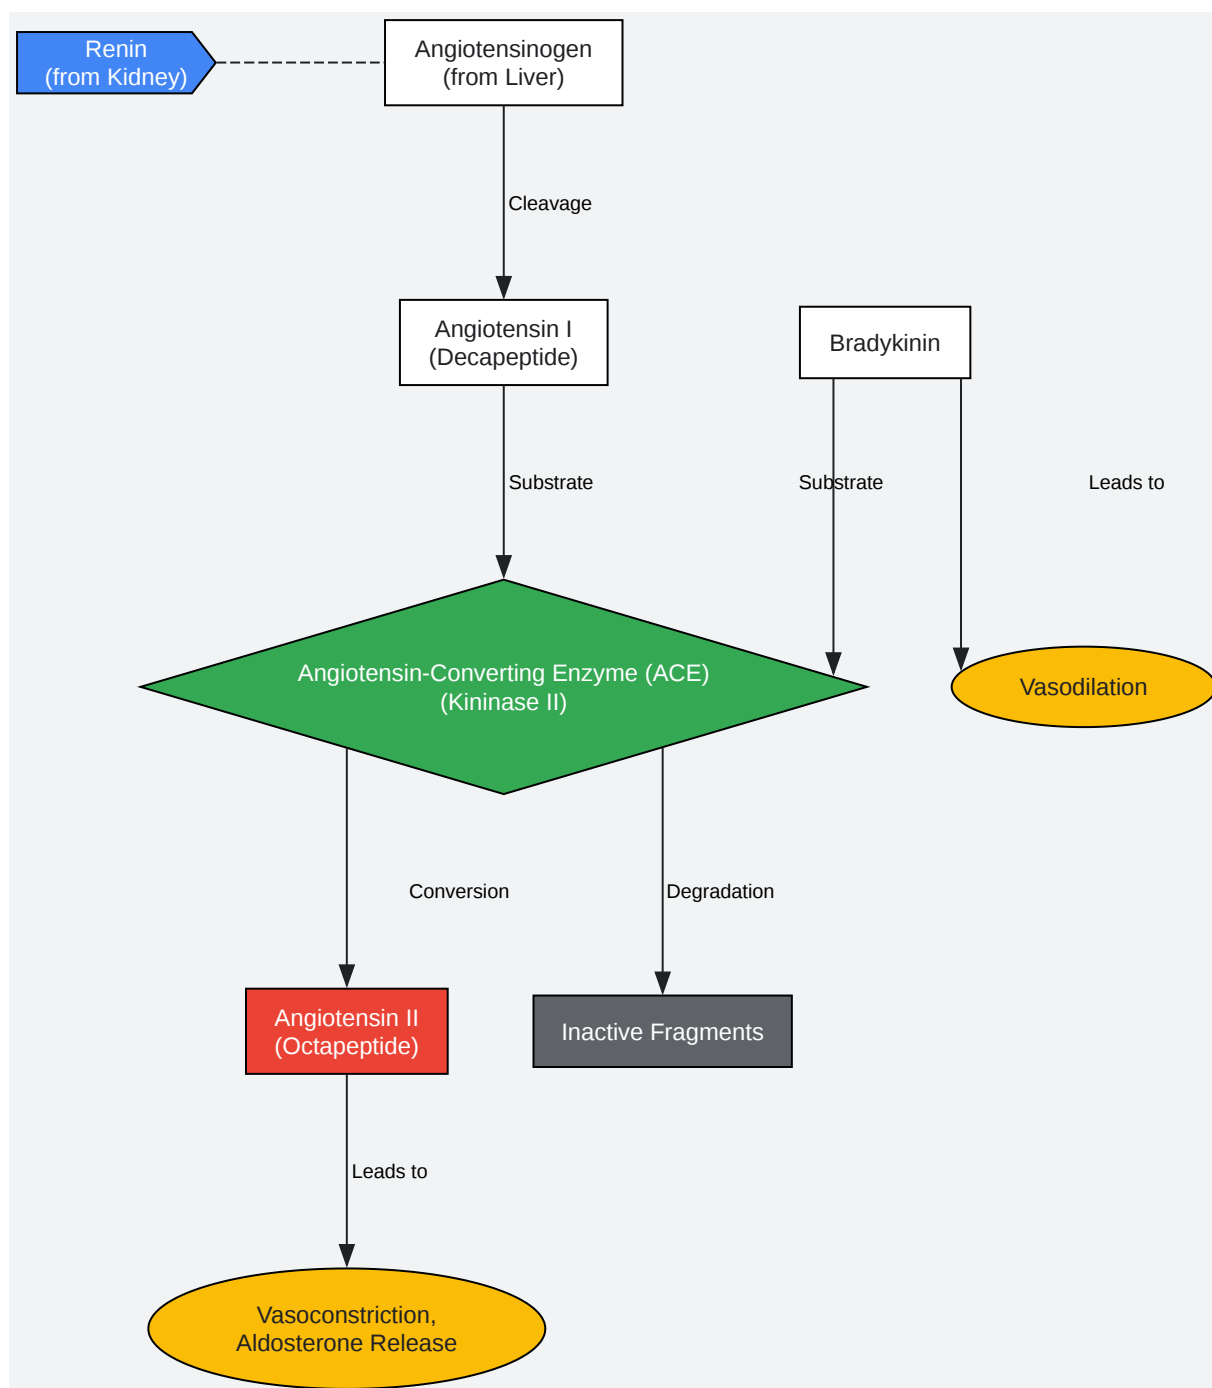 Renin
(from Kidney)
Angiotensinogen
(from Liver)
Cleavage
Angiotensin I
(Decapeptide)
Bradykinin
Substrate
Substrate
Leads to
Angiotensin-Converting Enzyme (ACE)
(Kininase II)
Vasodilation
Conversion
Degradation
Angiotensin II
(Octapeptide)
Inactive Fragments
Leads to
Vasoconstriction,
Aldosterone Release